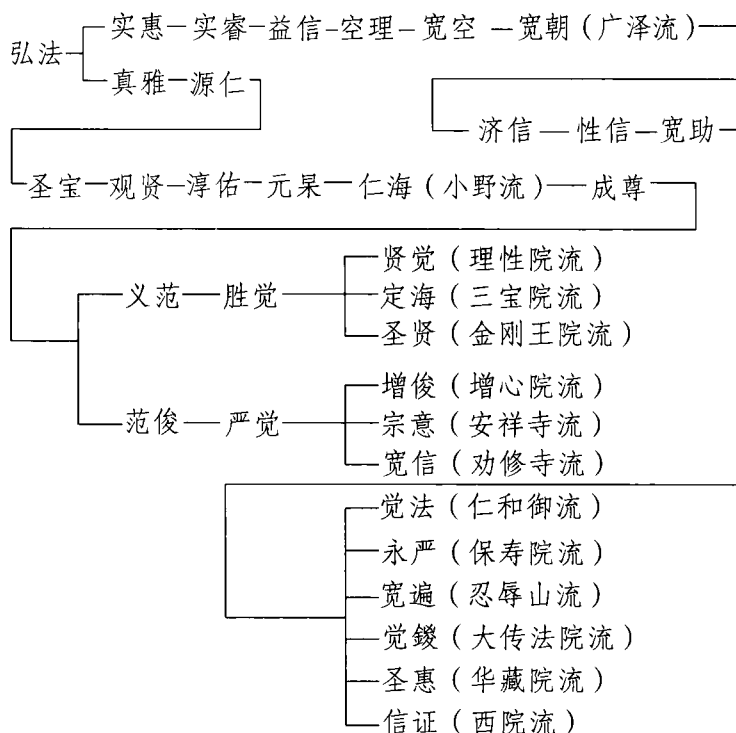 弘法
实惠—实睿—益信—空理—宽空—宽朝（广泽流）
真雅—源仁
济信—性信—宽助
圣宝—观贤—淳佑—元杲—仁海（小野流）—成尊
贤觉（理性院流）
义范—胜觉—定海（三宝院流）
圣贤（金刚王院流）
增俊（增心院流）
范俊—严觉—宗意（安祥寺流）
宽信（劝修寺流）
觉法（仁和御流）
永严（保寿院流）
宽遍（忍辱山流）
觉鑁（大传法院流）
圣惠（华藏院流）
信证（西院流）